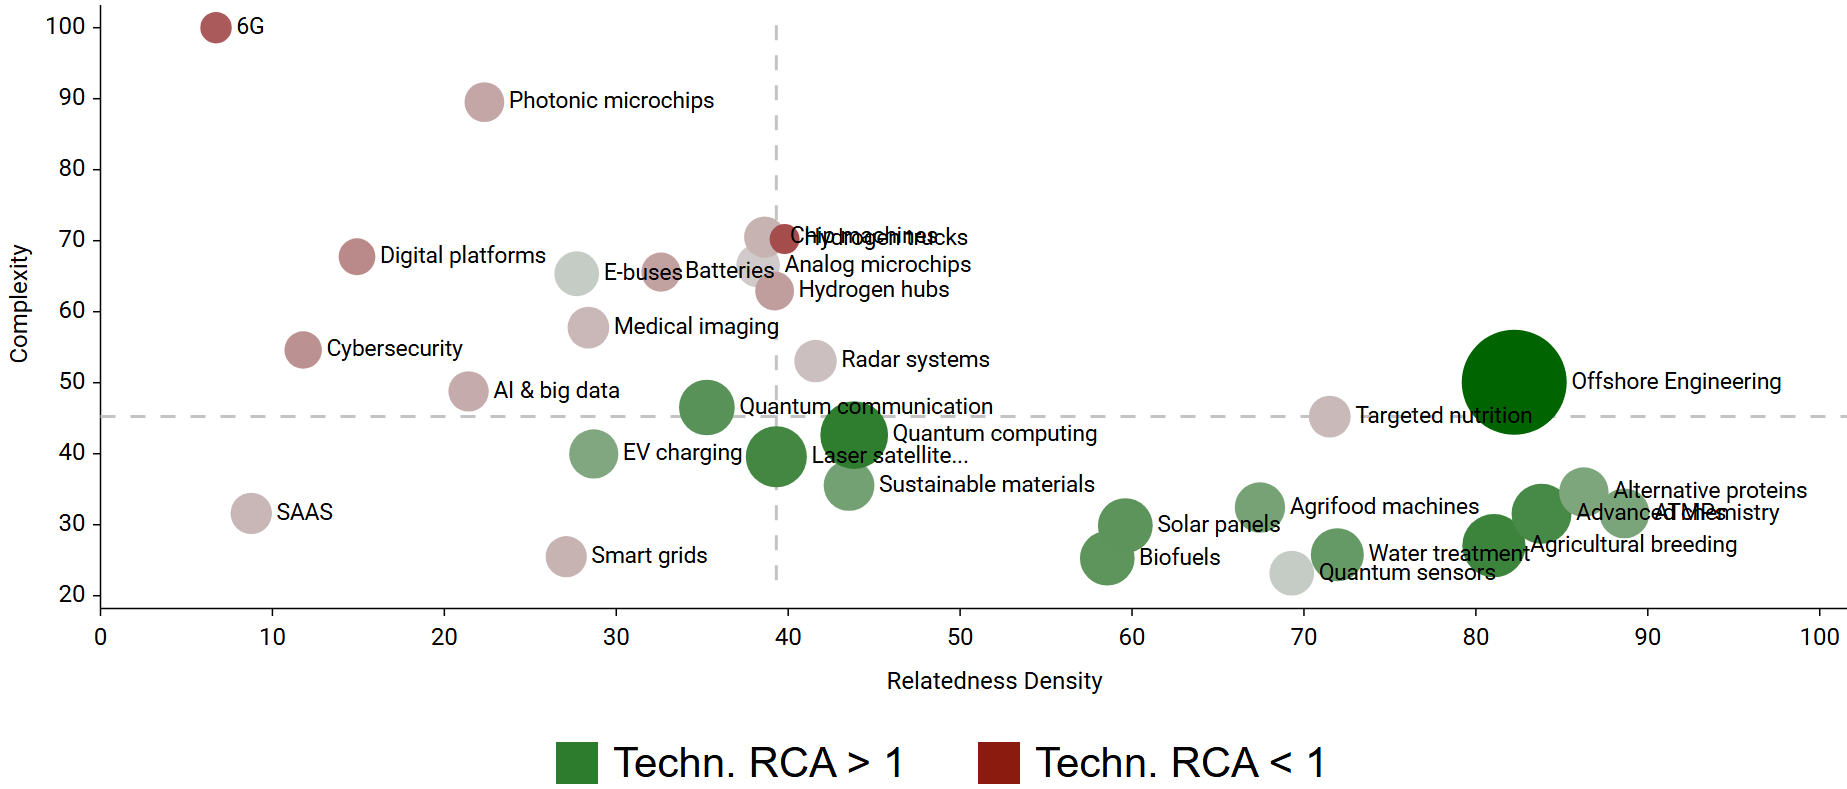 100
90
80
70
60
50
40
30
20
Complexity
6G
Photonic microchips
Chip machines
Hydrogen trucks
Digital platforms
Analog microchips
E-buses
Batteries
Hydrogen hubs
Medical imaging
Cybersecurity
Radar systems
Offshore Engineering
AI & big data
Quantum communication
Targeted nutrition
Quantum computing
EV charging
Laser satellite...
Sustainable materials
Alternative proteins
Agrifood machines
SAAS
Advanced chemistry
ATMPs
Solar panels
Agricultural breeding
Smart grids
Biofuels
Water treatment
Quantum sensors
0 10 20 30 40 50 60 70 80 90 100
Relatedness Density
Techn. RCA > 1
Techn. RCA < 1